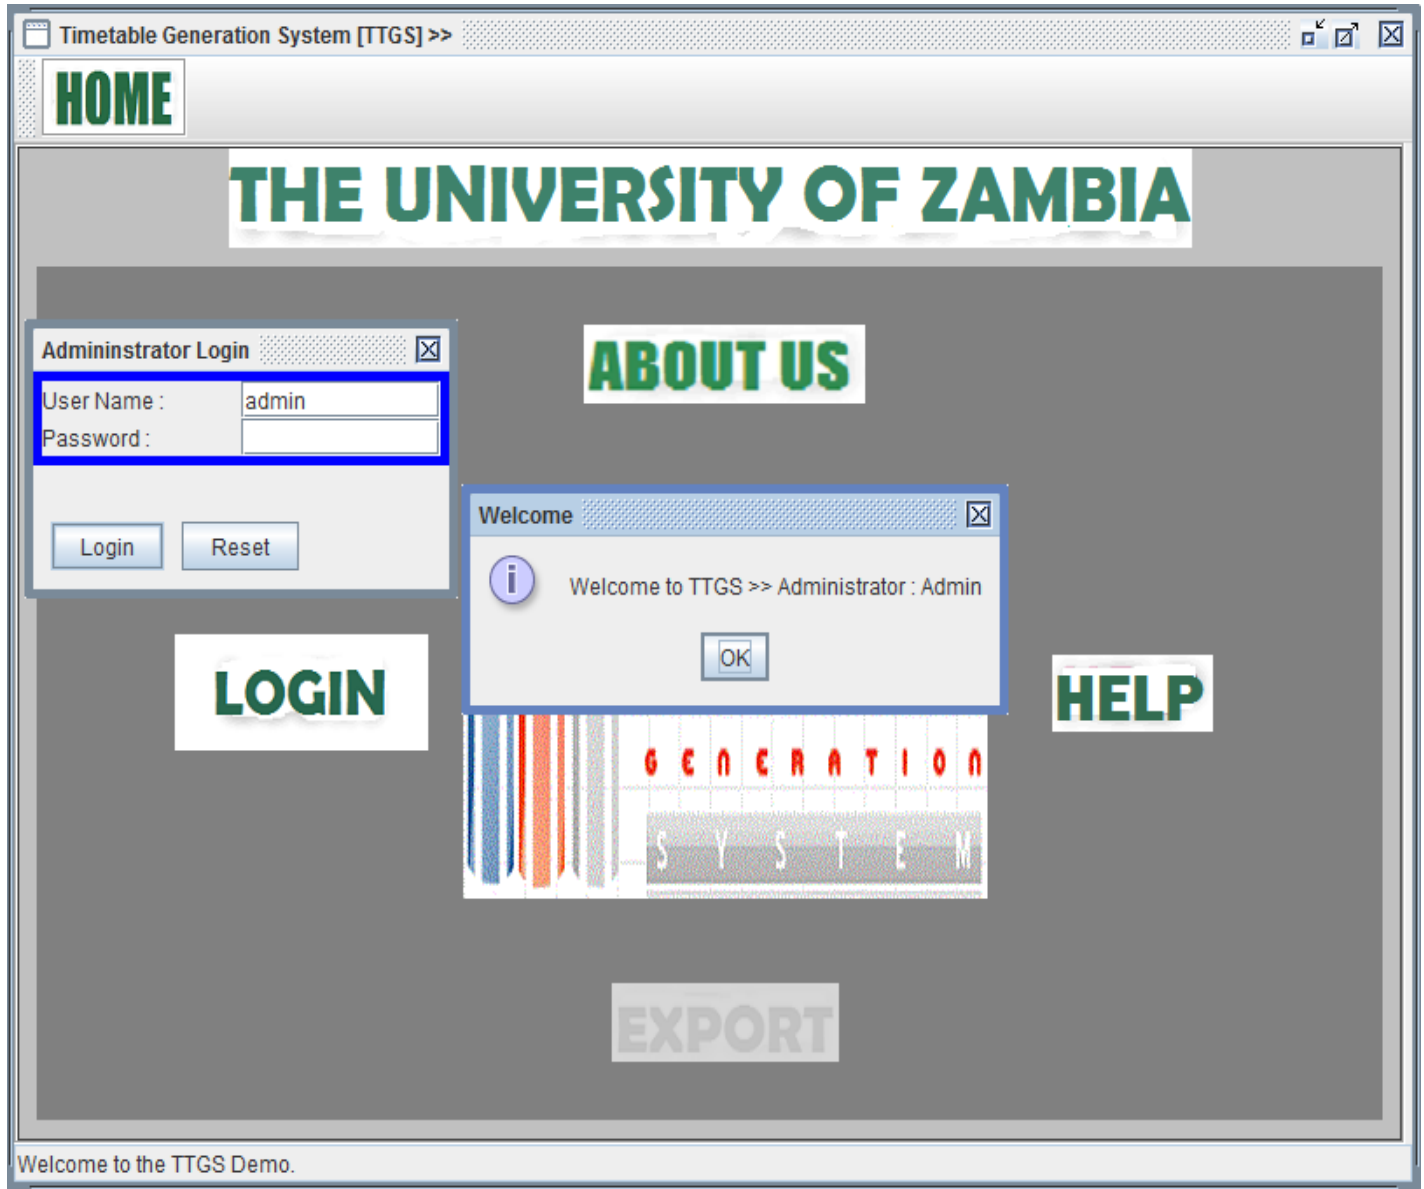 Timetable Generation System [TTGS] >>
HOME
THE UNIVERSITY OF ZAMBIA
ABOUT US
Admininstrator Login
User Name : admin
Password :
Login Reset
Welcome
Welcome to TTGS >> Administrator : Admin
OK
LOGIN
HELP
GENERATION
SYSTEM
EXPORT
Welcome to the TTGS Demo.